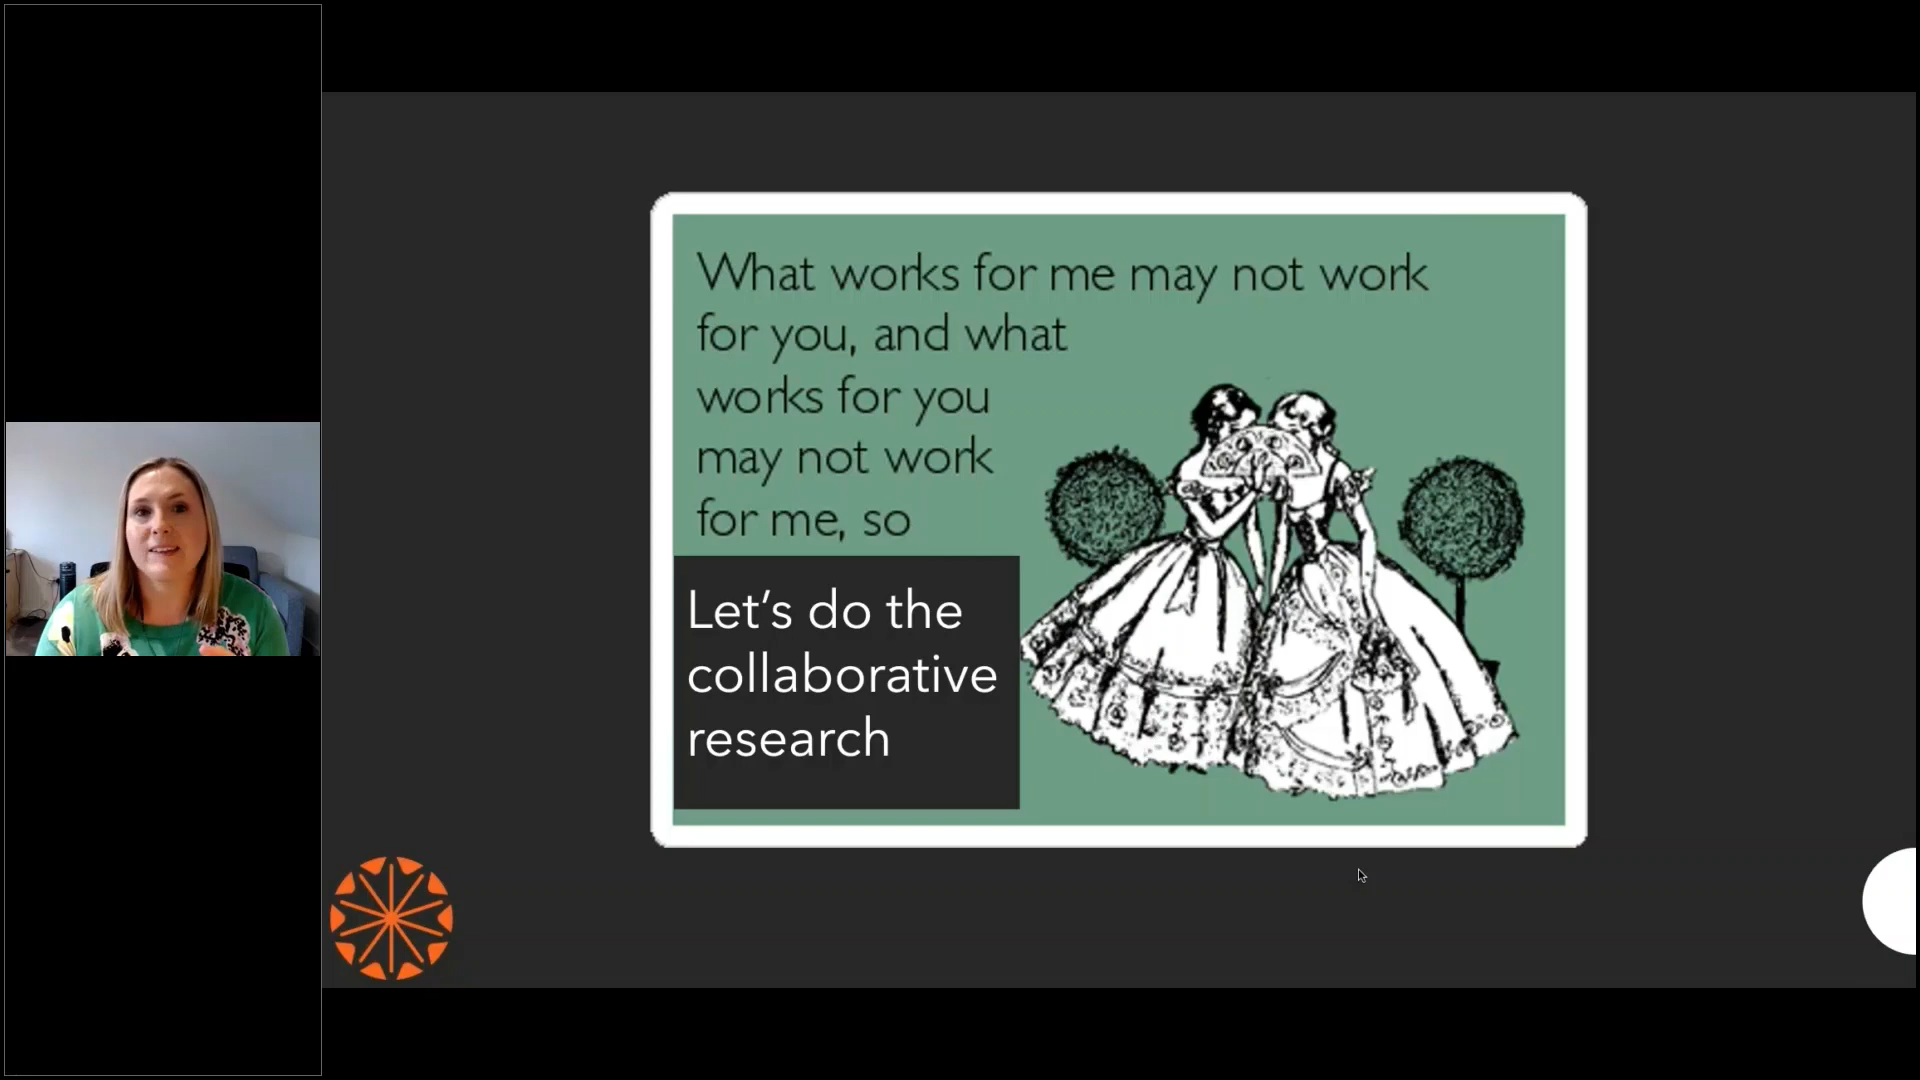 What works for me may not work
for you, and what
works for you
may not work
for me, so
Let’s do the
collaborative
research